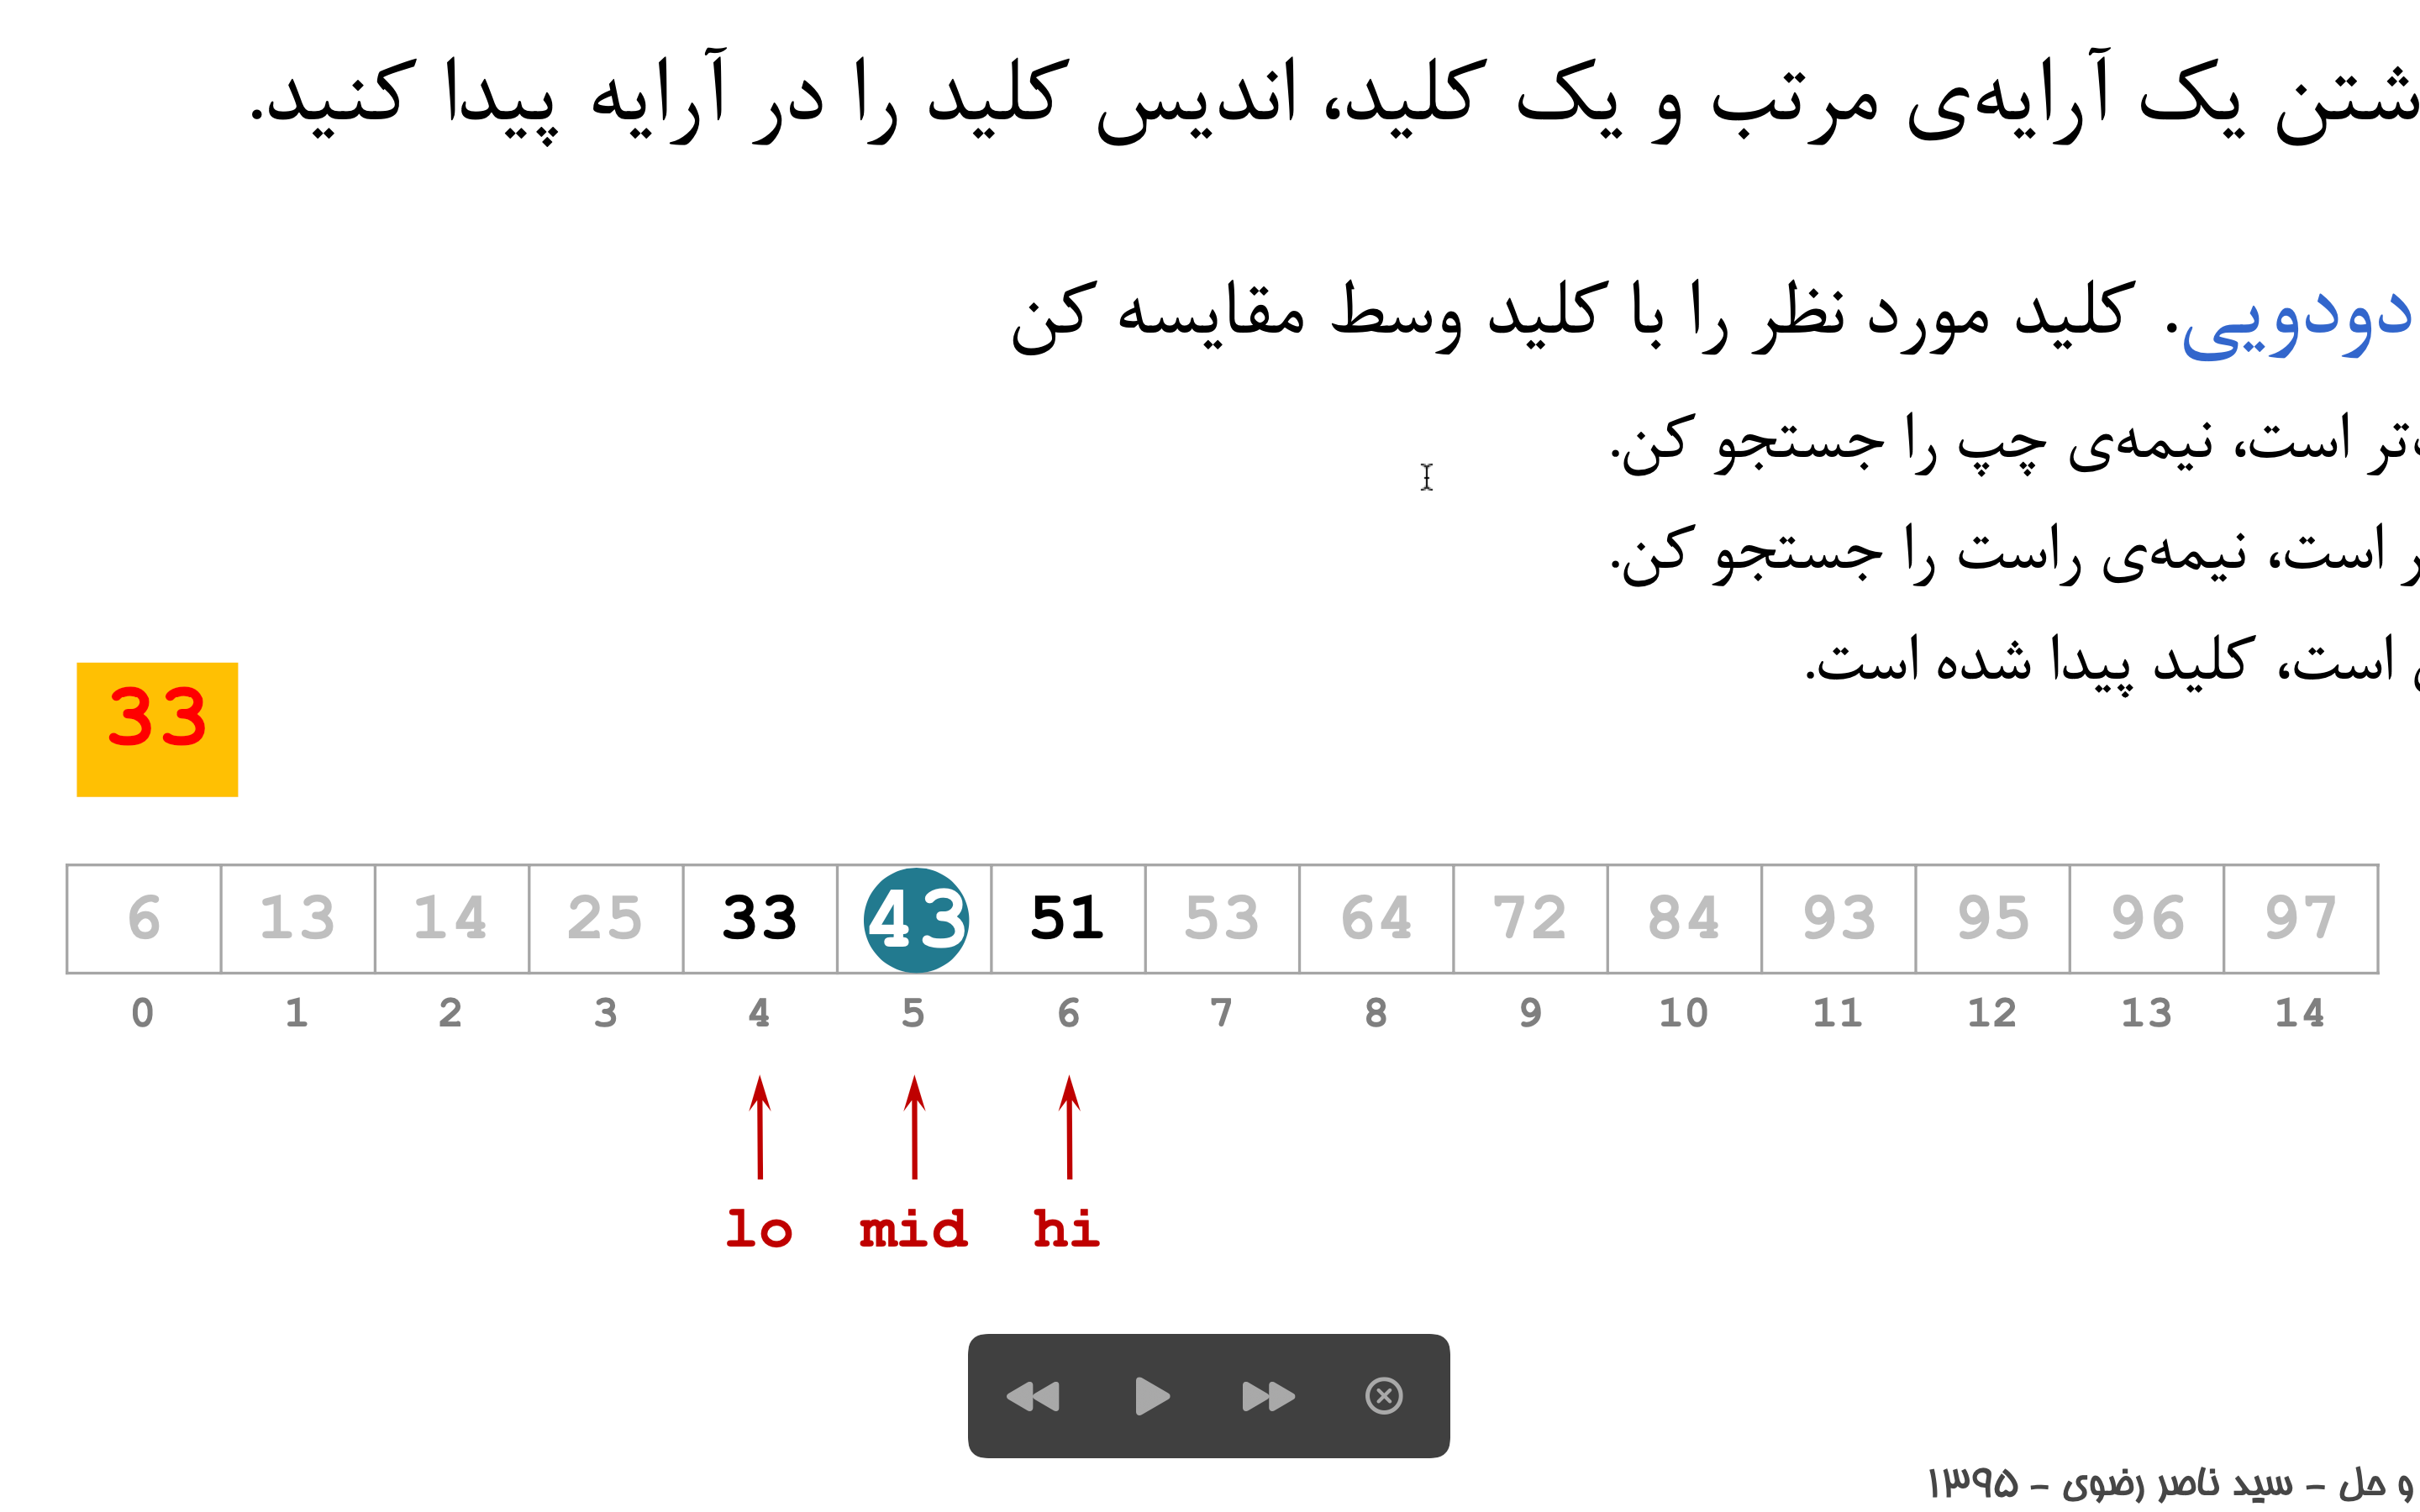 یک آرایه‌ی مرتب و یک کلید، اندیس کلید را در آرایه پیدا کنید.
. کلید مورد نظر را با کلید وسط مقایسه کن
است، نیمه‌ی چپ را جستجو کن.
است، نیمه‌ی راست را جستجو کن.
است، کلید پیدا شده است.
33
6 13 14 25 33 43 51 53 64 72 84 93 95 96 97
0 1 2 3 4 5 6 7 8 9 10 11 12 13 14
lo mid hi
– سید ناصر رضوی – ۱۳۹۵